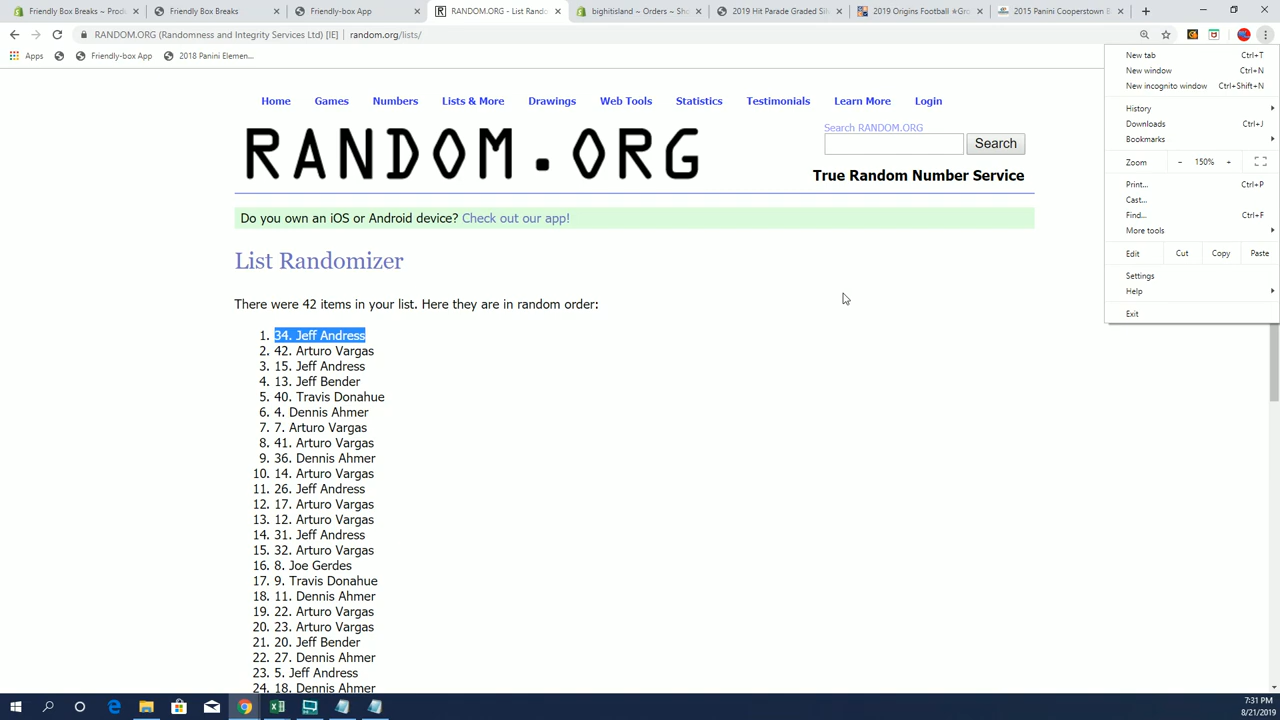 Friendly Box Breaks ~ Prod
Friendly Box Breaks
Friendly-box App
RANDOM.ORG - List Rando
bighitisland ~ Orders ~ Sho
2019 Hit Parade Graded Sil
2019 Origins Football ★Gr
2015 Panini Cooperstown B
RANDOM.ORG (Randomness and Integrity Services Ltd) [IE] | random.org/lists/
Apps
Friendly-box App
2018 Panini Elemen...
New tab Ctrl+T
New window Ctrl+N
New incognito window Ctrl+Shift+N
History
Downloads Ctrl+J
Bookmarks
Zoom - 150% +
Print... Ctrl+P
Cast...
Find... Ctrl+F
More tools
Edit Cut Copy Paste
Settings
Help
Exit
Home Games Numbers Lists & More Drawings Web Tools Statistics Testimonials Learn More Login
RANDOM.ORG
Search RANDOM.ORG
Search
True Random Number Service
Do you own an iOS or Android device? Check out our app!
List Randomizer
There were 42 items in your list. Here they are in random order:
1. 34. Jeff Andress
2. 42. Arturo Vargas
3. 15. Jeff Andress
4. 13. Jeff Bender
5. 40. Travis Donahue
6. 4. Dennis Ahmer
7. 7. Arturo Vargas
8. 41. Arturo Vargas
9. 36. Dennis Ahmer
10. 14. Arturo Vargas
11. 26. Jeff Andress
12. 17. Arturo Vargas
13. 12. Arturo Vargas
14. 31. Jeff Andress
15. 32. Arturo Vargas
16. 8. Joe Gerdes
17. 9. Travis Donahue
18. 11. Dennis Ahmer
19. 22. Arturo Vargas
20. 23. Arturo Vargas
21. 20. Jeff Bender
22. 27. Dennis Ahmer
23. 5. Jeff Andress
24. 18. Dennis Ahmer
7:31 PM
8/21/2019